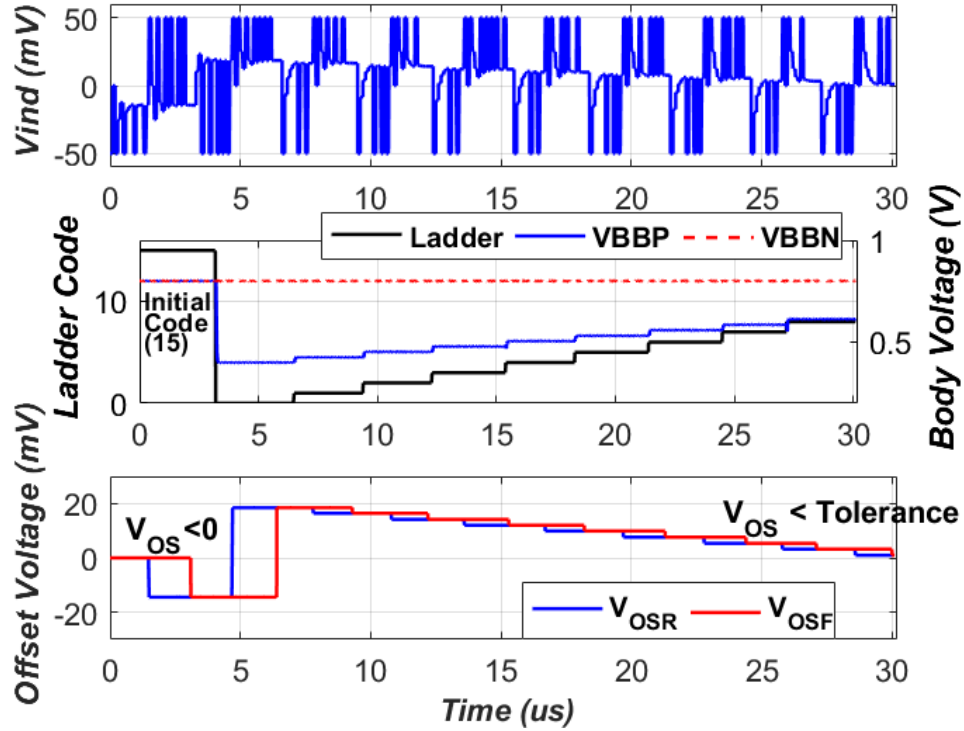 Vind (mV)
50
0
-50
0 5 10 15 20 25 30
Ladder VBBP VBBN
Ladder Code
10
0
Initial
Code
(15)
1
0.5
Body Voltage (V)
0 5 10 15 20 25 30
Offset Voltage (mV)
20
0
-20
VOS <0
VOS < Tolerance
VOSR VOSF
0 5 10 15 20 25 30
Time (us)